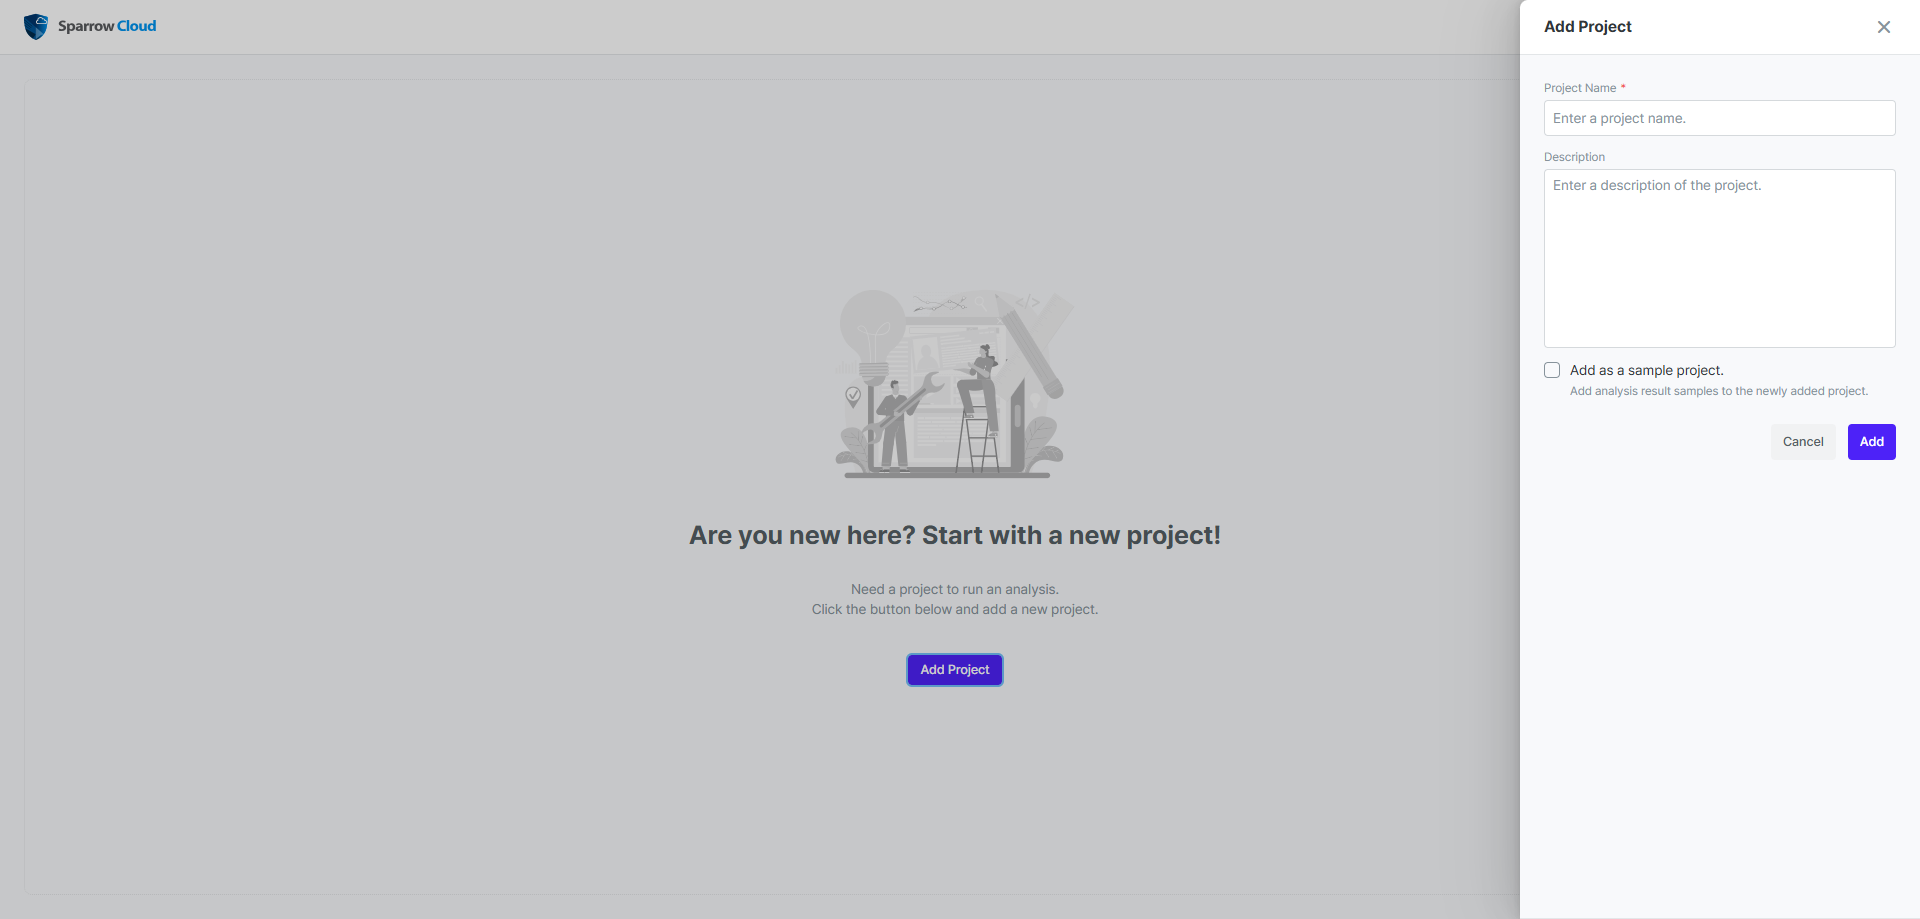 Sparrow Cloud
Add Project
Project Name *
Enter a project name.
Description
Enter a description of the project.
Add as a sample project.
Add analysis result samples to the newly added project.
Cancel
Add
Are you new here? Start with a new project!
Need a project to run an analysis.
Click the button below and add a new project.
Add Project